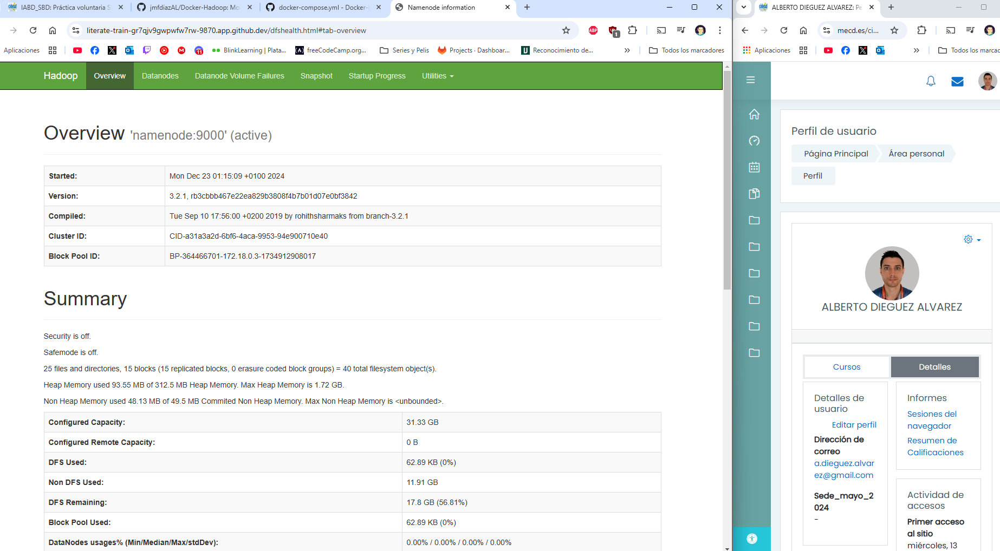 IABD_SBD: Práctica voluntaria S
jmfdiazAL/Docker-Hadoop: Mo
docker-compose.yml - Docker-
Namenode information
literate-train-gr7qjv9gwpwfw7rw-9870.app.github.dev/dfshealth.html#tab-overview
ABP
1
Aplicaciones
11
BlinkLearning | Plata...
freeCodeCamp.org...
Series y Pelis
Projects · Dashboar...
Reconocimiento de...
Todos los marcadores
Hadoop
Overview
Datanodes
Datanode Volume Failures
Snapshot
Startup Progress
Utilities
Overview 'namenode:9000' (active)
Started: Mon Dec 23 01:15:09 +0100 2024
Version: 3.2.1, rb3cbbb467e22ea829b3808f4b7b01d07e0bf3842
Compiled: Tue Sep 10 17:56:00 +0200 2019 by rohithsharmaks from branch-3.2.1
Cluster ID: CID-a31a3a2d-6bf6-4aca-9953-94e900710e40
Block Pool ID: BP-364466701-172.18.0.3-1734912908017
Summary
Security is off.
Safemode is off.
25 files and directories, 15 blocks (15 replicated blocks, 0 erasure coded block groups) = 40 total filesystem object(s).
Heap Memory used 93.55 MB of 312.5 MB Heap Memory. Max Heap Memory is 1.72 GB.
Non Heap Memory used 48.13 MB of 49.5 MB Commited Non Heap Memory. Max Non Heap Memory is <unbounded>.
Configured Capacity: 31.33 GB
Configured Remote Capacity: 0 B
DFS Used: 62.89 KB (0%)
Non DFS Used: 11.91 GB
DFS Remaining: 17.8 GB (56.81%)
Block Pool Used: 62.89 KB (0%)
DataNodes usages% (Min/Median/Max/stdDev): 0.00% / 0.00% / 0.00% / 0.00%
ALBERTO DIEGUEZ ALVAREZ: Pe
mecd.es/ci...
Aplicaciones
Todos los marcad
Perfil de usuario
Página Principal
Área personal
Perfil
ALBERTO DIEGUEZ ALVAREZ
Cursos
Detalles
Detalles de
usuario
Editar perfil
Dirección de
correo
a.dieguez.alvar
ez@gmail.com
Sede_mayo_2
024
-
Informes
Sesiones del
navegador
Resumen de
Calificaciones
Actividad de
accesos
Primer acceso
al sitio
miércoles, 13